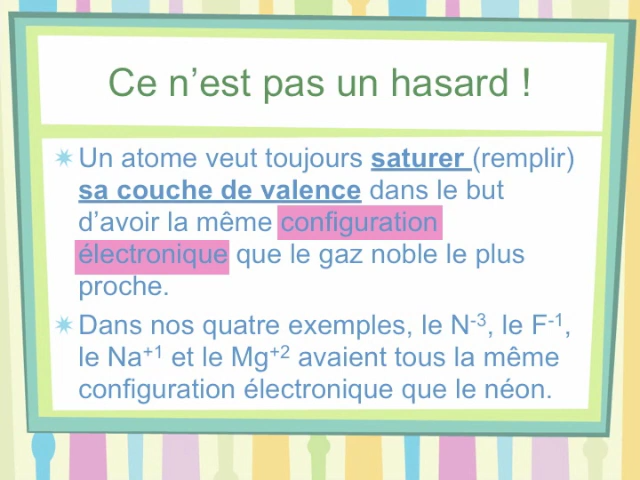 Ce n’est pas un hasard !
Un atome veut toujours saturer (remplir)
sa couche de valence dans le but
d’avoir la même configuration
électronique que le gaz noble le plus
proche.
Dans nos quatre exemples, le N⁻³, le F⁻¹,
le Na⁺¹ et le Mg⁺² avaient tous la même
configuration électronique que le néon.